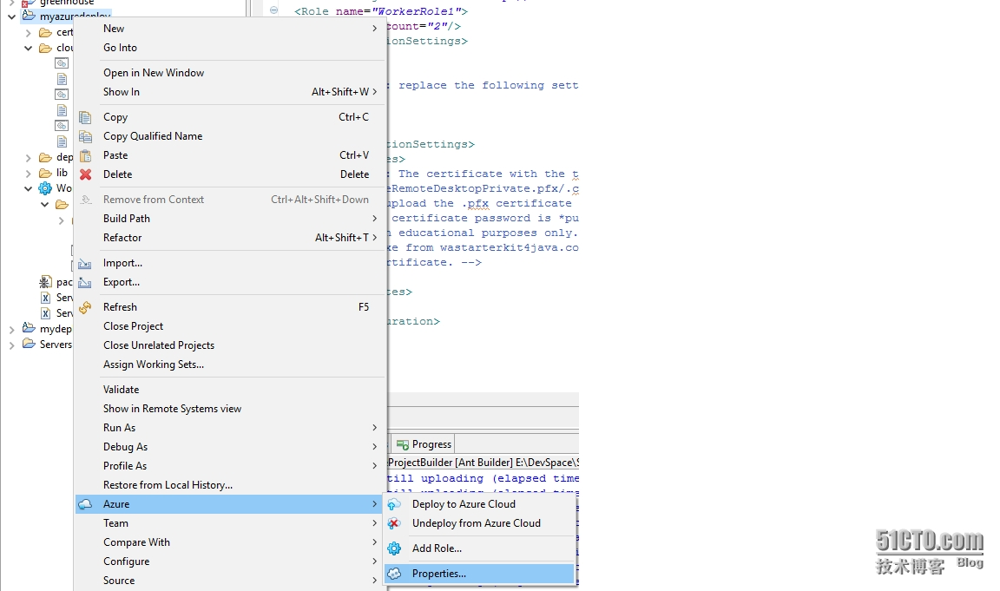 greenhouse
myazuredeploy
cert
clou
dep
lib
Wo
pac
Serv
Serv
mydep
Servers
New
Go Into
Open in New Window
Show In Alt+Shift+W
Copy Ctrl+C
Copy Qualified Name
Paste Ctrl+V
Delete Delete
Remove from Context Ctrl+Alt+Shift+Down
Build Path
Refactor Alt+Shift+T
Import...
Export...
Refresh F5
Close Project
Close Unrelated Projects
Assign Working Sets...
Validate
Show in Remote Systems view
Run As
Debug As
Profile As
Restore from Local History...
Azure
Team
Compare With
Configure
Source
Deploy to Azure Cloud
Undeploy from Azure Cloud
Add Role...
Properties...
<Role name="WorkerRole1">
count="2"/>
ionSettings>
: replace the following sett
tionSettings>
es>
: The certificate with the t
eRemoteDesktopPrivate.pfx/.c
upload the .pfx certificate
certificate password is *pu
n educational purposes only.
ke from wastarterkit4java.co
rtificate. -->
tes>
uration>
Progress
ProjectBuilder [Ant Builder] E:\DevSpace\S
till uploading (elapsed time
till uploading (elapsed time
51CTO.com
技术博客 Blog